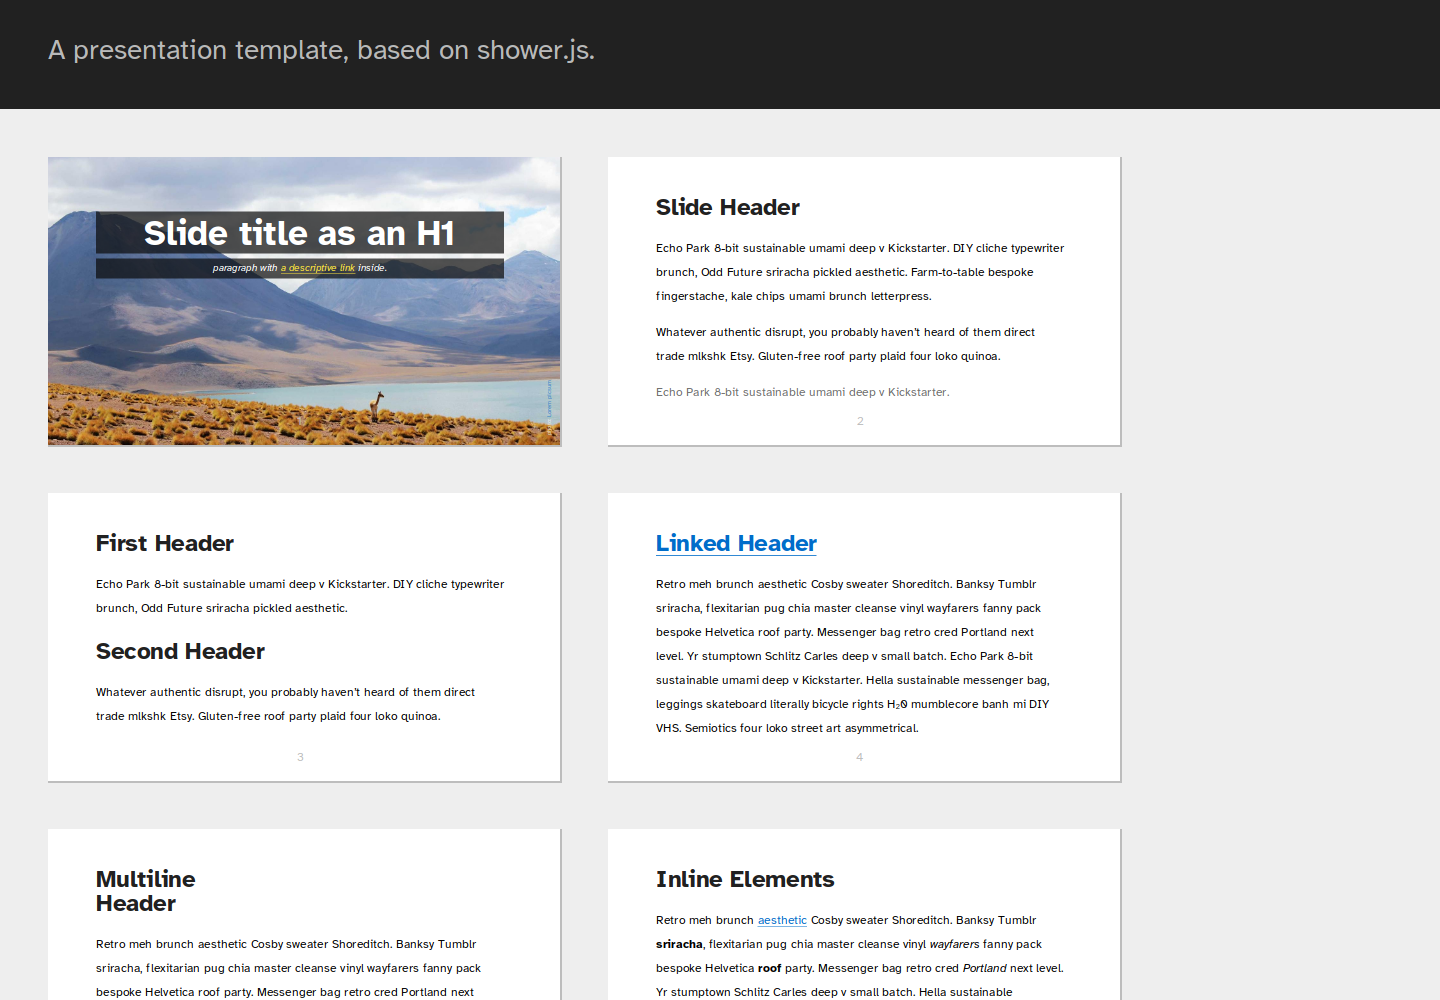 A presentation template, based on shower.js.
Slide title as an H1
paragraph with a descriptive link inside.
Slide Header
Echo Park 8-bit sustainable umami deep v Kickstarter. DIY cliche typewriter
brunch, Odd Future sriracha pickled aesthetic. Farm-to-table bespoke
fingerstache, kale chips umami brunch letterpress.
Whatever authentic disrupt, you probably haven't heard of them direct
trade mlkshk Etsy. Gluten-free roof party plaid four loko quinoa.
Echo Park 8-bit sustainable umami deep v Kickstarter.
2
First Header
Echo Park 8-bit sustainable umami deep v Kickstarter. DIY cliche typewriter
brunch, Odd Future sriracha pickled aesthetic.
Second Header
Whatever authentic disrupt, you probably haven't heard of them direct
trade mlkshk Etsy. Gluten-free roof party plaid four loko quinoa.
3
Linked Header
Retro meh brunch aesthetic Cosby sweater Shoreditch. Banksy Tumblr
sriracha, flexitarian pug chia master cleanse vinyl wayfarers fanny pack
bespoke Helvetica roof party. Messenger bag retro cred Portland next
level. Yr stumptown Schlitz Carles deep v small batch. Echo Park 8-bit
sustainable umami deep v Kickstarter. Hella sustainable messenger bag,
leggings skateboard literally bicycle rights H₂0 mumblecore banh mi DIY
VHS. Semiotics four loko street art asymmetrical.
4
Multiline
Header
Retro meh brunch aesthetic Cosby sweater Shoreditch. Banksy Tumblr
sriracha, flexitarian pug chia master cleanse vinyl wayfarers fanny pack
bespoke Helvetica roof party. Messenger bag retro cred Portland next
Inline Elements
Retro meh brunch aesthetic Cosby sweater Shoreditch. Banksy Tumblr
sriracha, flexitarian pug chia master cleanse vinyl wayfarers fanny pack
bespoke Helvetica roof party. Messenger bag retro cred Portland next level.
Yr stumptown Schlitz Carles deep v small batch. Hella sustainable